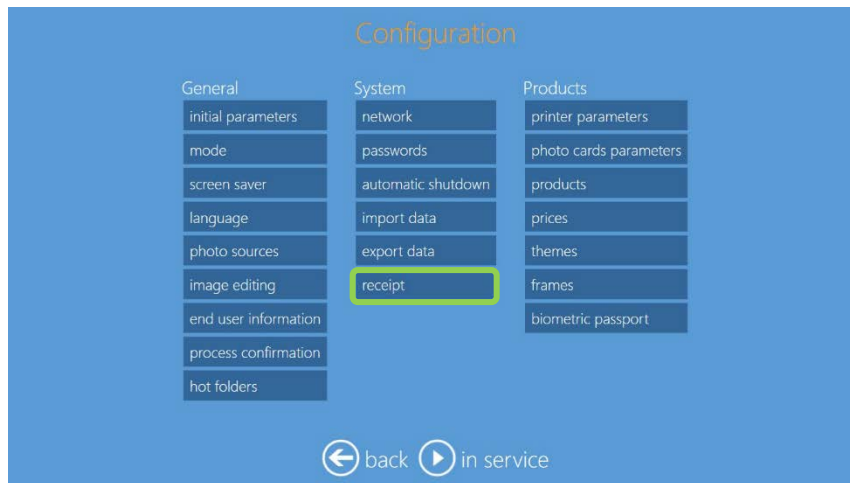 Configuration
General
initial parameters
mode
screen saver
language
photo sources
image editing
end user information
process confirmation
hot folders
System
network
passwords
automatic shutdown
import data
export data
receipt
Products
printer parameters
photo cards parameters
products
prices
themes
frames
biometric passport
back in service